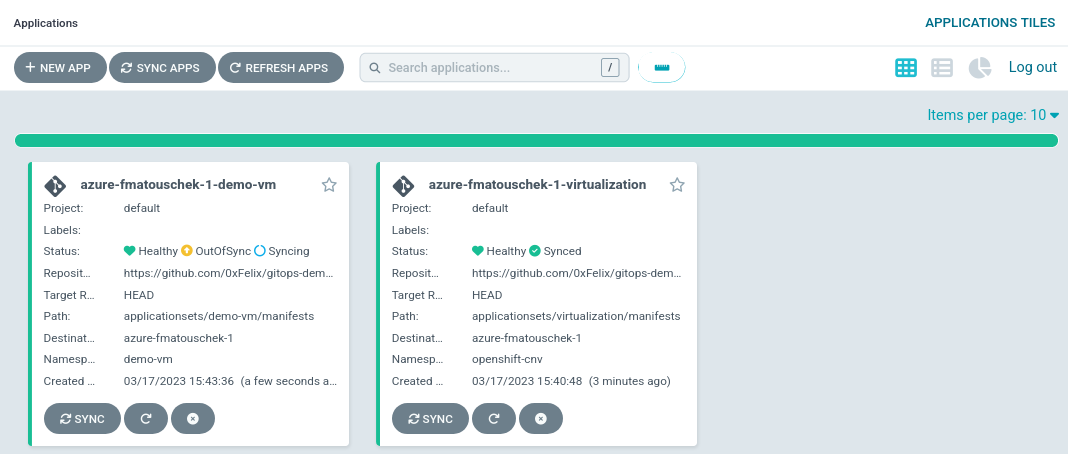 Applications
APPLICATIONS TILES
NEW APP
SYNC APPS
REFRESH APPS
Search applications...
/
Log out
Items per page: 10
azure-fmatouschek-1-demo-vm
Project: default
Labels:
Status: Healthy OutOfSync Syncing
Reposit... https://github.com/0xFelix/gitops-dem...
Target R... HEAD
Path: applicationsets/demo-vm/manifests
Destinat... azure-fmatouschek-1
Namesp... demo-vm
Created ... 03/17/2023 15:43:36 (a few seconds a...
SYNC
azure-fmatouschek-1-virtualization
Project: default
Labels:
Status: Healthy Synced
Reposit... https://github.com/0xFelix/gitops-dem...
Target R... HEAD
Path: applicationsets/virtualization/manifests
Destinat... azure-fmatouschek-1
Namesp... openshift-cnv
Created ... 03/17/2023 15:40:48 (3 minutes ago)
SYNC